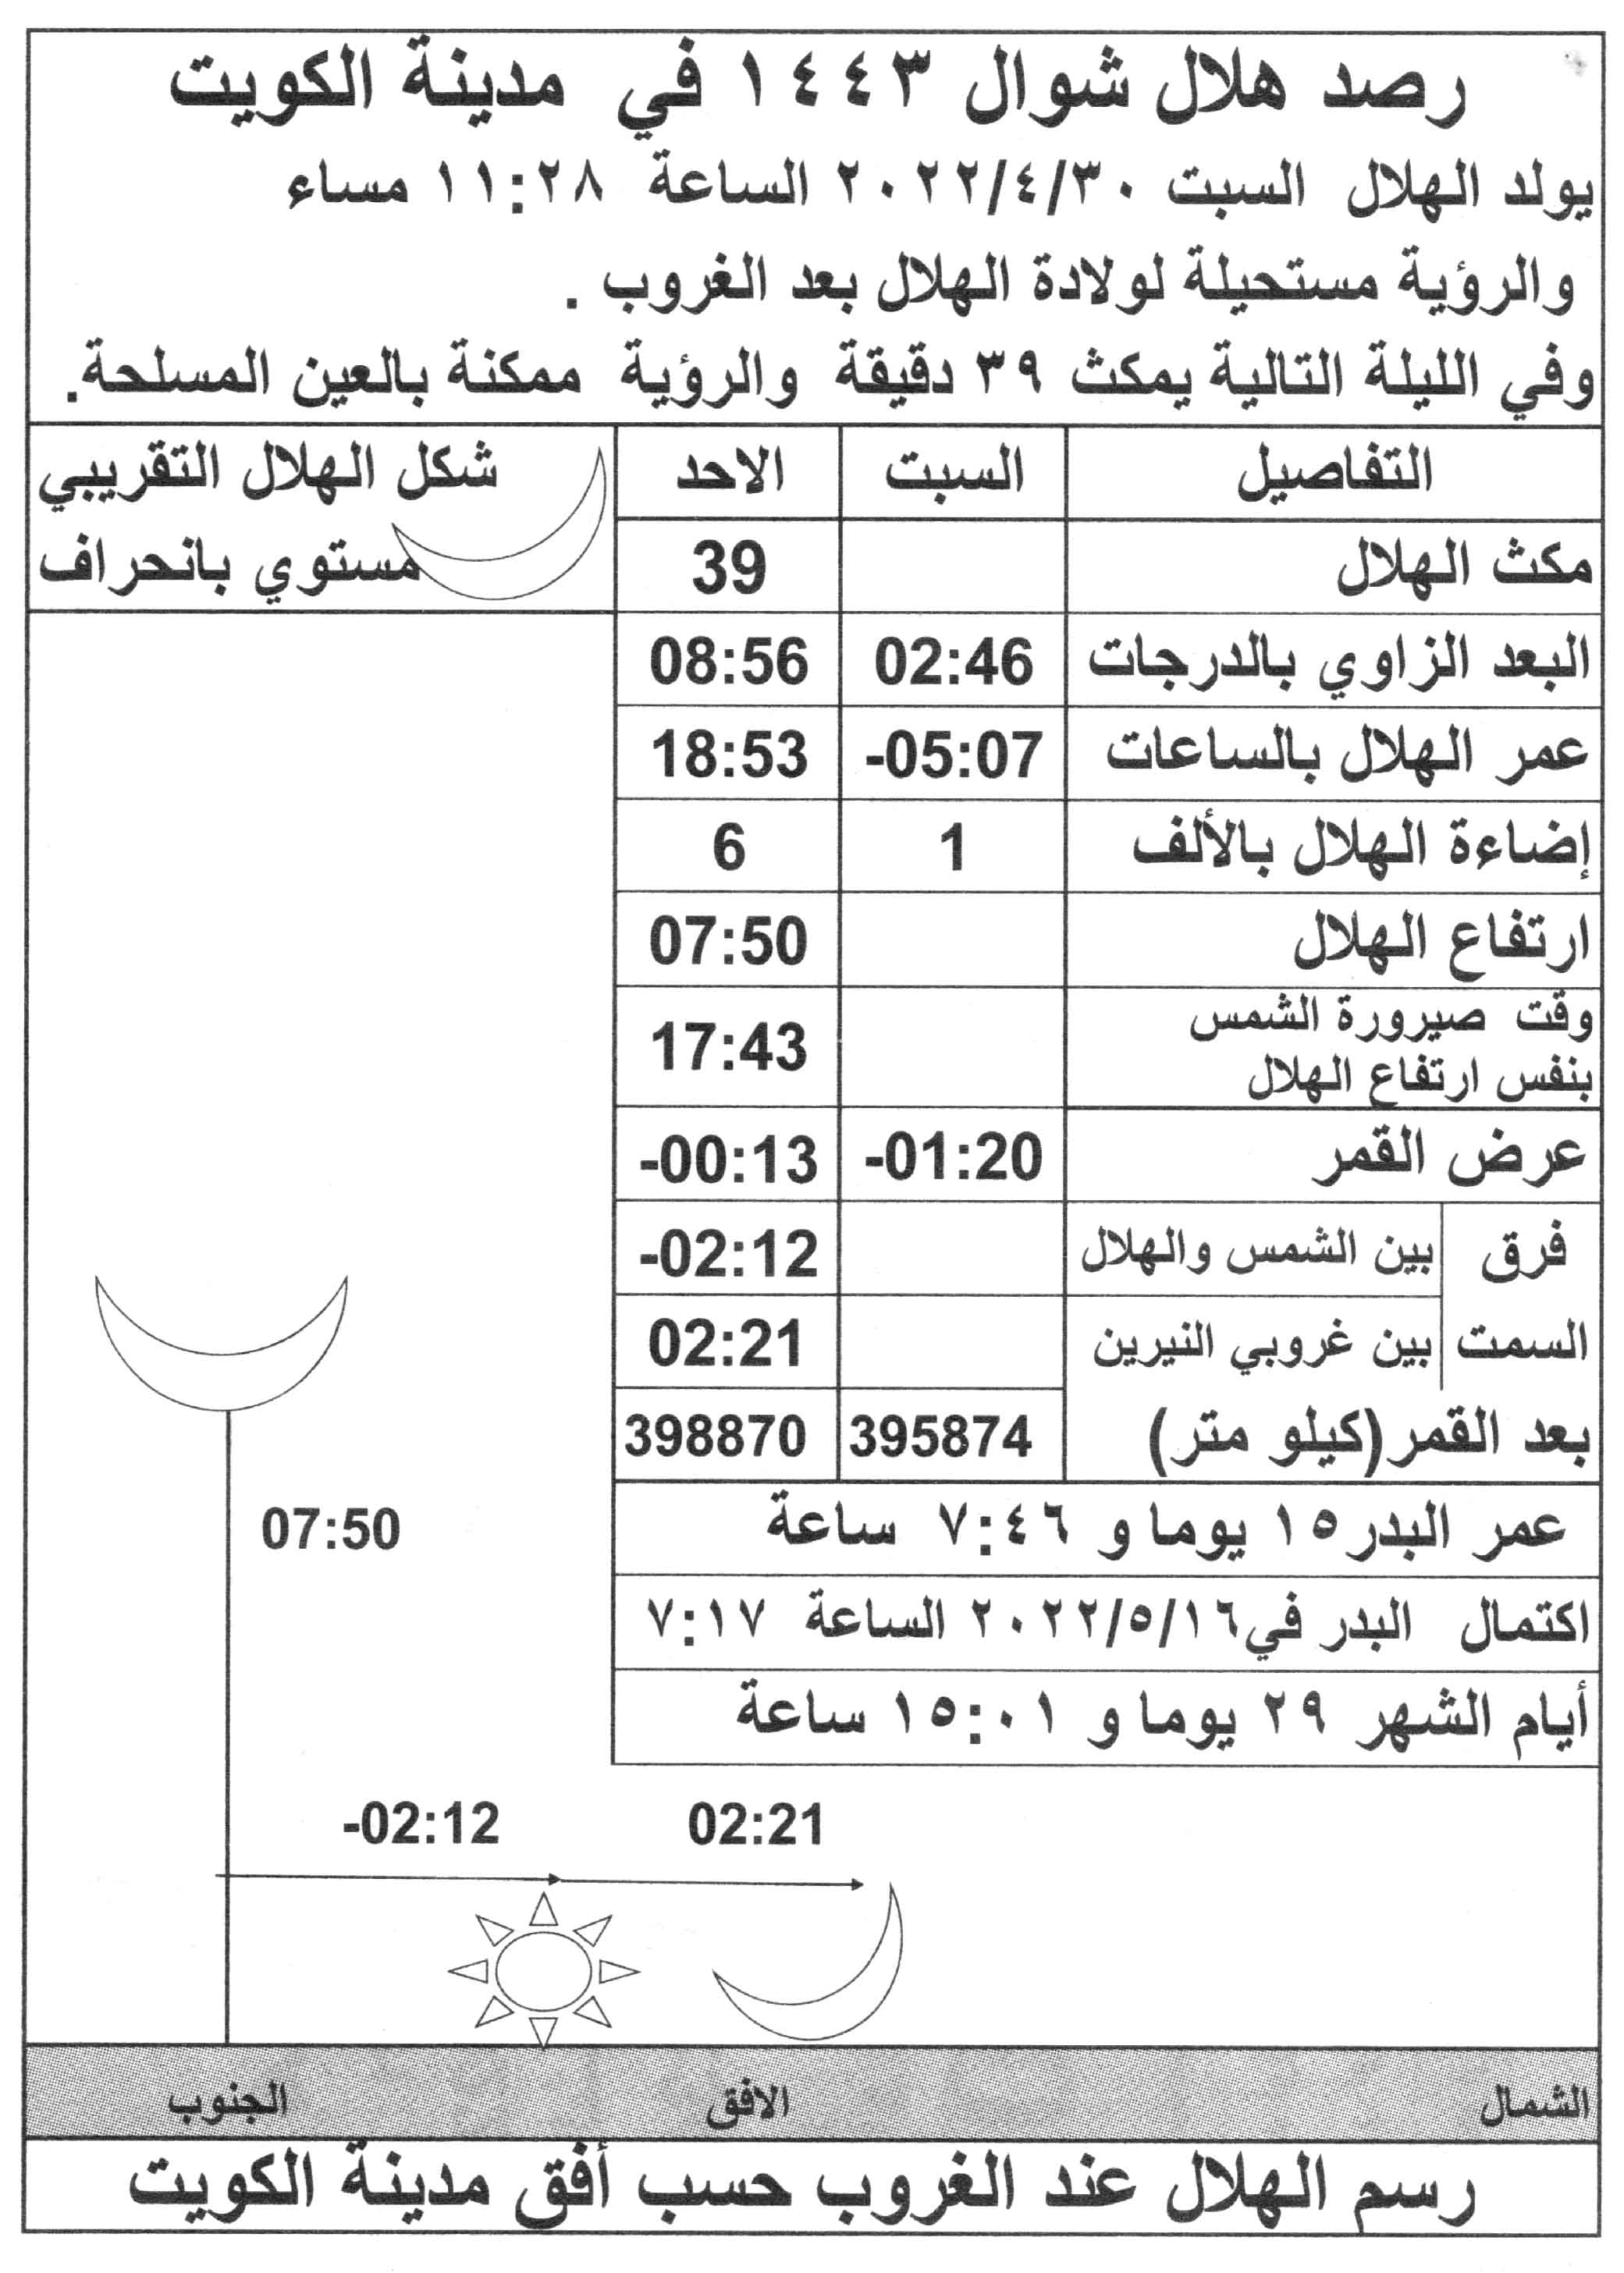 رصد هلال شوال ١٤٤٣ في مدينة الكويت
يولد الهلال السبت ٢٠٢٢/٤/٣٠ الساعة ١١:٢٨ مساء
والرؤية مستحيلة لولادة الهلال بعد الغروب .
وفي الليلة التالية يمكث ٣٩ دقيقة والرؤية ممكنة بالعين المسلحة.
التفاصيل السبت الاحد
شكل الهلال التقريبي
مستوي بانحراف
مكث الهلال 39
البعد الزاوي بالدرجات 02:46 08:56
عمر الهلال بالساعات -05:07 18:53
إضاءة الهلال بالألف 1 6
ارتفاع الهلال 07:50
وقت صيرورة الشمس
بنفس ارتفاع الهلال 17:43
عرض القمر -01:20 -00:13
فرق بين الشمس والهلال -02:12
السمت بين غروبي النيرين 02:21
بعد القمر(كيلو متر) 395874 398870
عمر البدر ١٥ يوما و ٧:٤٦ ساعة
اكتمال البدر في٢٠٢٢/٥/١٦ الساعة ٧:١٧
أيام الشهر ٢٩ يوما و ١٥:٠١ ساعة
07:50
-02:12 02:21
الشمال الافق الجنوب
رسم الهلال عند الغروب حسب أفق مدينة الكويت